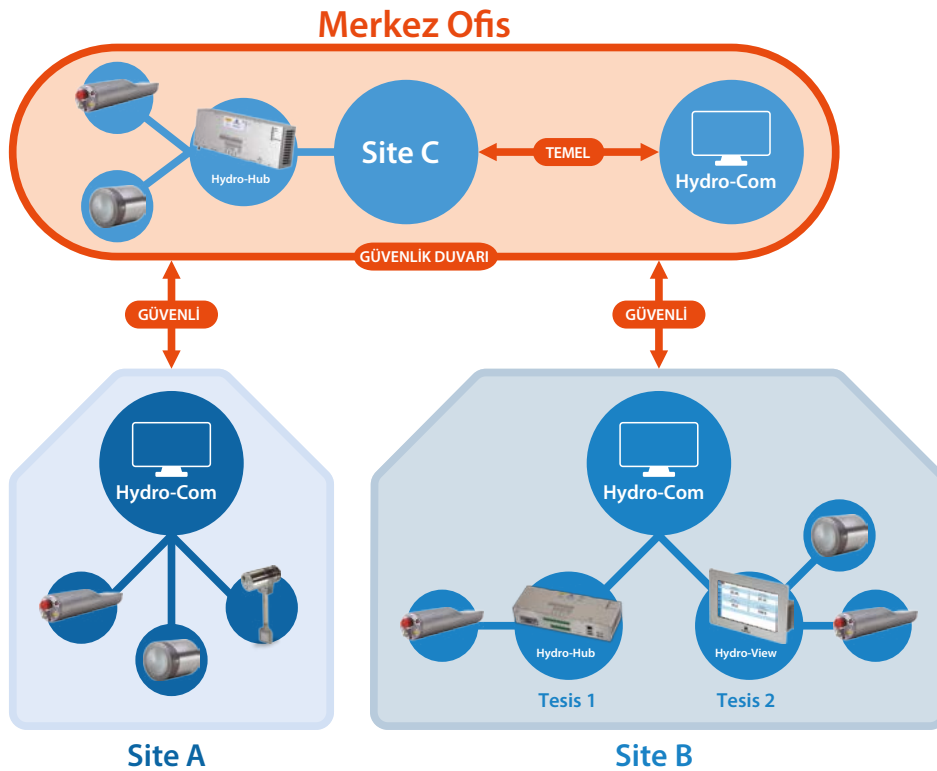 Merkez Ofis
Hydro-Hub
Site C
TEMEL
Hydro-Com
GÜVENLİK DUVARI
GÜVENLİ
GÜVENLİ
Hydro-Com
Hydro-Com
Hydro-Hub
Hydro-View
Tesis 1
Tesis 2
Site A
Site B